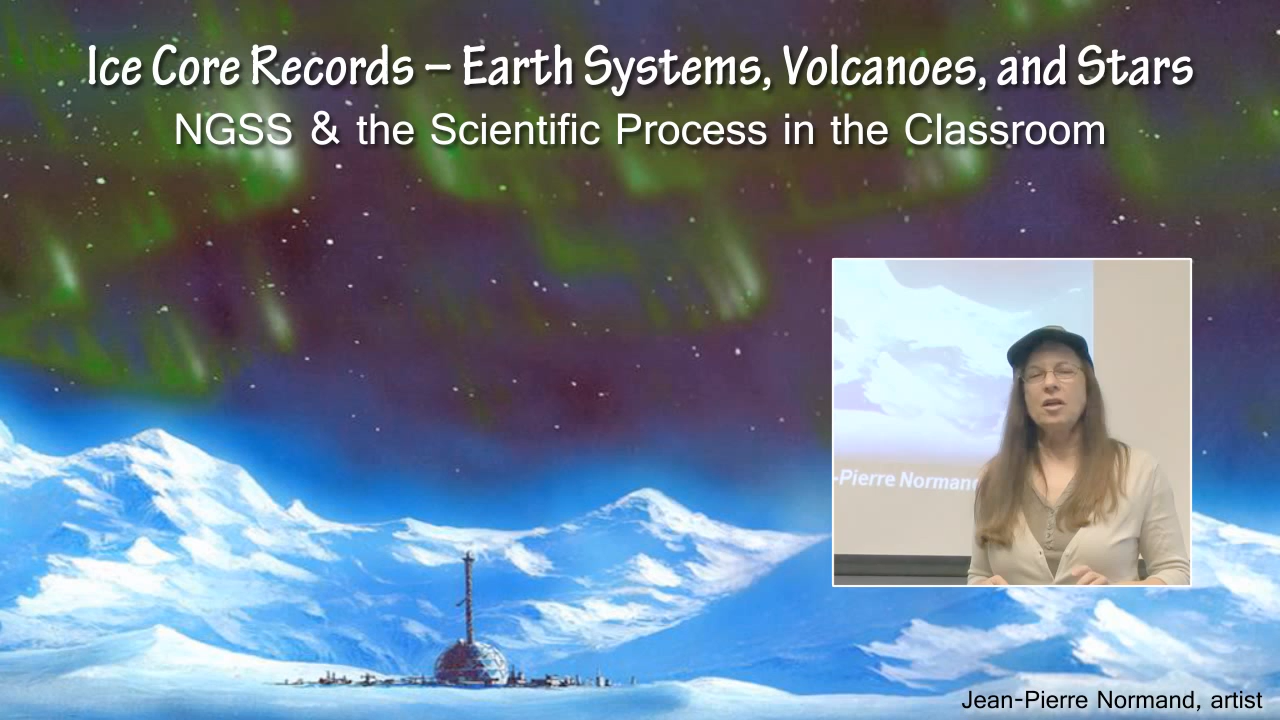 Ice Core Records – Earth Systems, Volcanoes, and Stars
NGSS & the Scientific Process in the Classroom
-Pierre Norman
Jean-Pierre Normand, artist